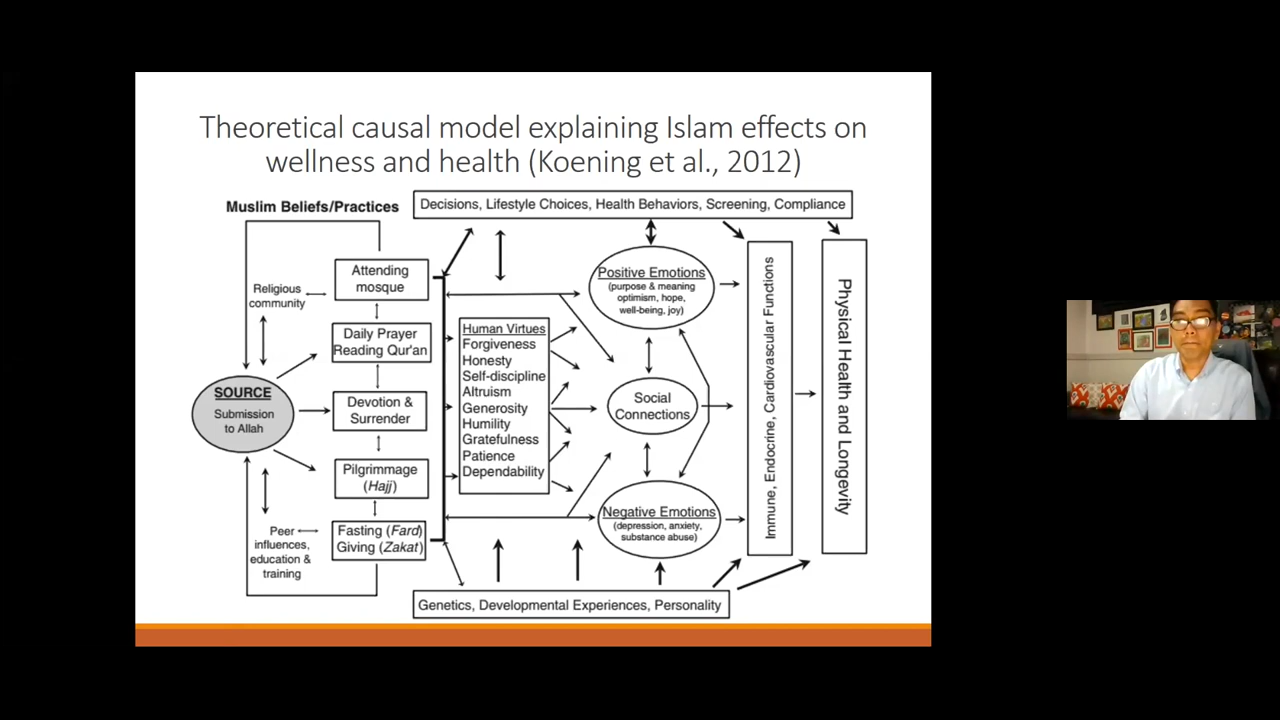 Theoretical causal model explaining Islam effects on
wellness and health (Koening et al., 2012)
Muslim Beliefs/Practices
Decisions, Lifestyle Choices, Health Behaviors, Screening, Compliance
Religious
community
SOURCE
Submission
to Allah
Peer
influences,
education &
training
Attending
mosque
Daily Prayer
Reading Qur'an
Devotion &
Surrender
Pilgrimmage
(Hajj)
Fasting (Fard)
Giving (Zakat)
Human Virtues
Forgiveness
Honesty
Self-discipline
Altruism
Generosity
Humility
Gratefulness
Patience
Dependability
Positive Emotions
(purpose & meaning
optimism, hope,
well-being, joy)
Social
Connections
Negative Emotions
(depression, anxiety,
substance abuse)
Immune, Endocrine, Cardiovascular Functions
Physical Health and Longevity
Genetics, Developmental Experiences, Personality